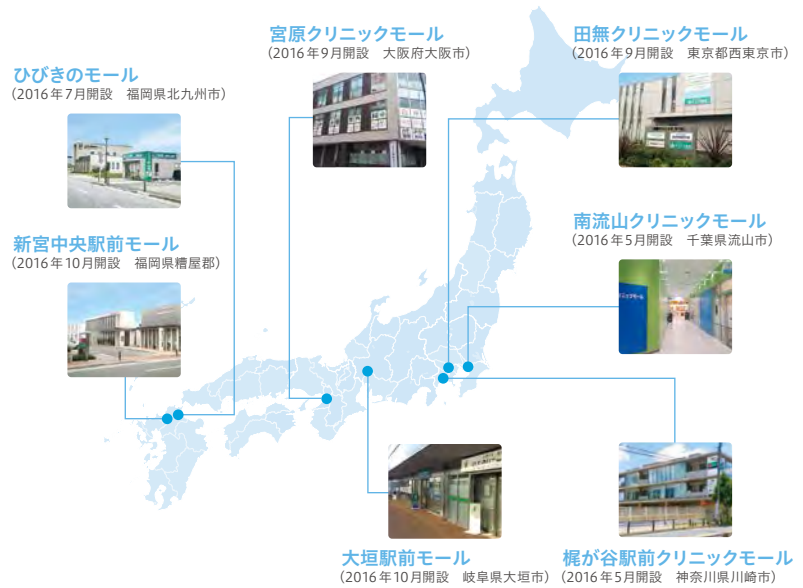 宮原クリニックモール
(2016年9月開設　大阪府大阪市)
田無クリニックモール
(2016年9月開設　東京都西東京市)
ひびきのモール
(2016年7月開設　福岡県北九州市)
南流山クリニックモール
(2016年5月開設　千葉県流山市)
新宮中央駅前モール
(2016年10月開設　福岡県糟屋郡)
大垣駅前モール
(2016年10月開設　岐阜県大垣市)
梶が谷駅前クリニックモール
(2016年5月開設　神奈川県川崎市)